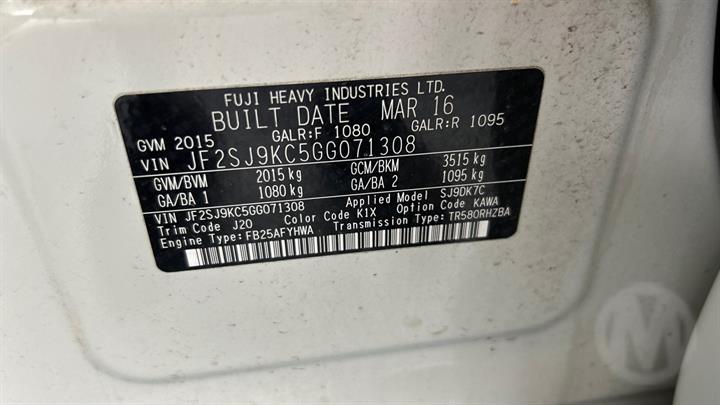 FUJI HEAVY INDUSTRIES LTD.
BUILT DATE MAR 16
GVM 2015 GALR:F 1080 GALR:R 1095
VIN JF2SJ9KC5GG071308
GVM/BVM 2015 kg GCM/BKM 3515 kg
GA/BA 1 1080 kg GA/BA 2 1095 kg
VIN JF2SJ9KC5GG071308 Applied Model SJ9DK7C
Trim Code J20 Color Code K1X Option Code KAWA
Engine Type: FB25AFYHWA Transmission Type: TR580RHZBA
M